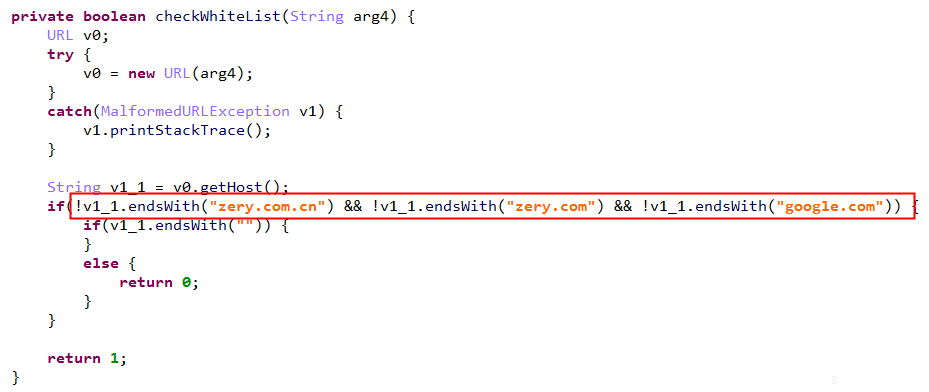 private boolean checkWhiteList(String arg4) {
    URL v0;
    try {
        v0 = new URL(arg4);
    }
    catch(MalformedURLException v1) {
        v1.printStackTrace();
    }

    String v1_1 = v0.getHost();
    if(!v1_1.endsWith("zery.com.cn") && !v1_1.endsWith("zery.com") && !v1_1.endsWith("google.com")) {
        if(v1_1.endsWith("")) {
        }
        else {
            return 0;
        }
    }

    return 1;
}
8